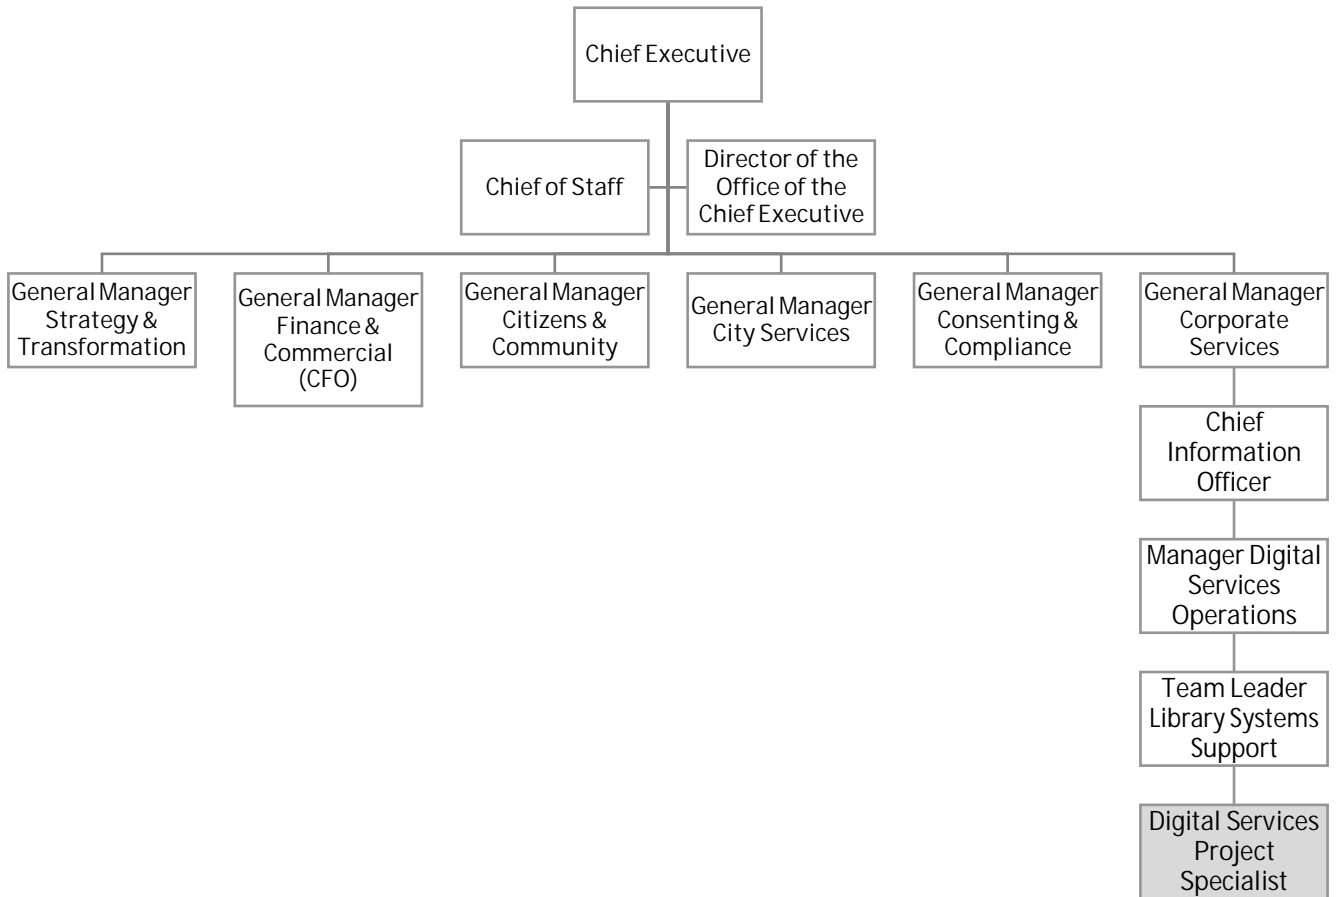 Chief Executive
Chief of Staff
Director of the
Office of the
Chief Executive
General Manager
Strategy &
Transformation
General Manager
Finance &
Commercial
(CFO)
General Manager
Citizens &
Community
General Manager
City Services
General Manager
Consenting &
Compliance
General Manager
Corporate
Services
Chief
Information
Officer
Manager Digital
Services
Operations
Team Leader
Library Systems
Support
Digital Services
Project
Specialist